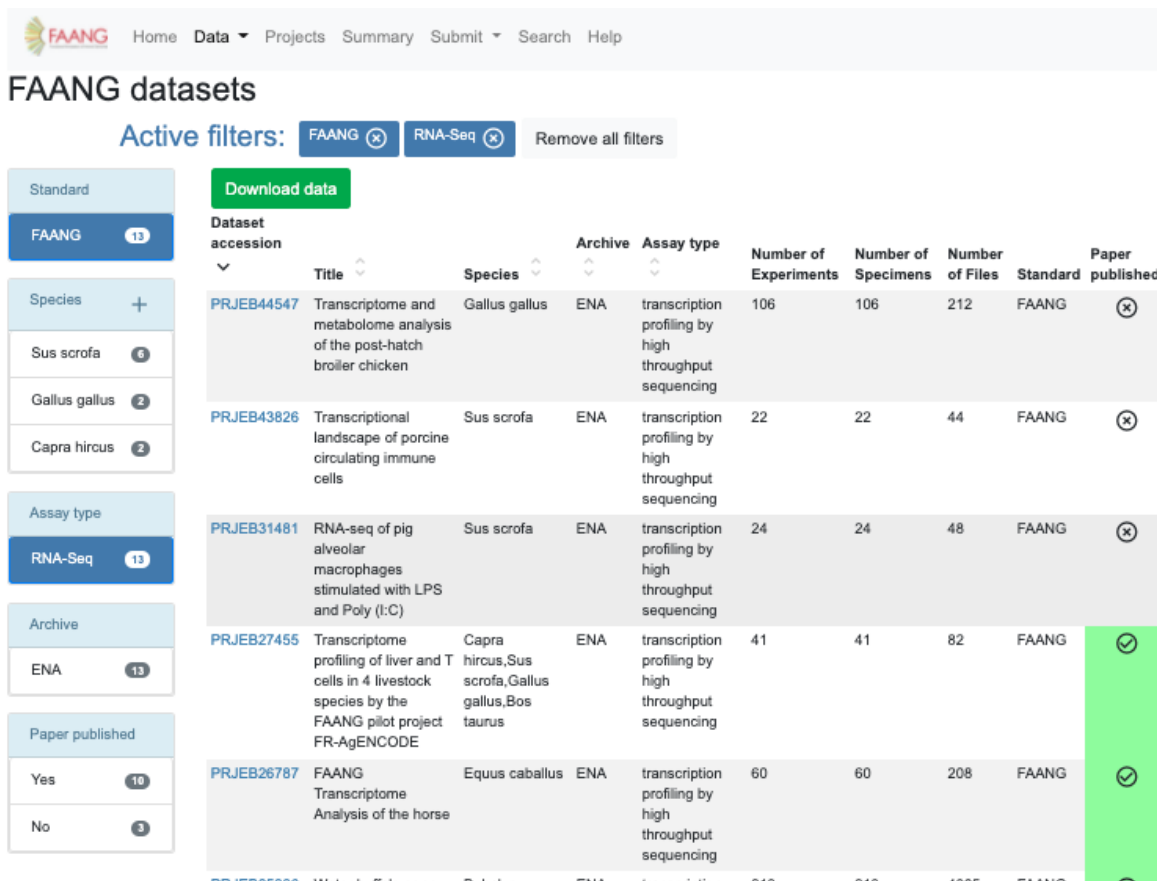 FAANG Home Data Projects Summary Submit Search Help
FAANG datasets
Active filters: FAANG RNA-Seq Remove all filters
Standard
FAANG 13
Species +
Sus scrofa 6
Gallus gallus 2
Capra hircus 2
Assay type
RNA-Seq 13
Archive
ENA 13
Paper published
Yes 10
No 3
Download data
Dataset
accession
Title
Species
Archive
Assay type
Number of
Experiments
Number of
Specimens
Number
of Files
Standard
Paper
published
PRJEB44547
Transcriptome and
metabolome analysis
of the post-hatch
broiler chicken
Gallus gallus
ENA
transcription
profiling by
high
throughput
sequencing
106
106
212
FAANG
PRJEB43826
Transcriptional
landscape of porcine
circulating immune
cells
Sus scrofa
ENA
transcription
profiling by
high
throughput
sequencing
22
22
44
FAANG
PRJEB31481
RNA-seq of pig
alveolar
macrophages
stimulated with LPS
and Poly (I:C)
Sus scrofa
ENA
transcription
profiling by
high
throughput
sequencing
24
24
48
FAANG
PRJEB27455
Transcriptome
profiling of liver and T
cells in 4 livestock
species by the
FAANG pilot project
FR-AgENCODE
Capra
hircus,Sus
scrofa,Gallus
gallus,Bos
taurus
ENA
transcription
profiling by
high
throughput
sequencing
41
41
82
FAANG
PRJEB26787
FAANG
Transcriptome
Analysis of the horse
Equus caballus
ENA
transcription
profiling by
high
throughput
sequencing
60
60
208
FAANG